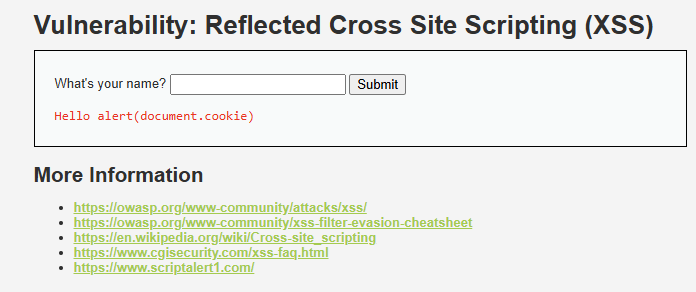 Vulnerability: Reflected Cross Site Scripting (XSS)
What's your name? Submit
Hello alert(document.cookie)
More Information
https://owasp.org/www-community/attacks/xss/
https://owasp.org/www-community/xss-filter-evasion-cheatsheet
https://en.wikipedia.org/wiki/Cross-site_scripting
https://www.cgisecurity.com/xss-faq.html
https://www.scriptalert1.com/